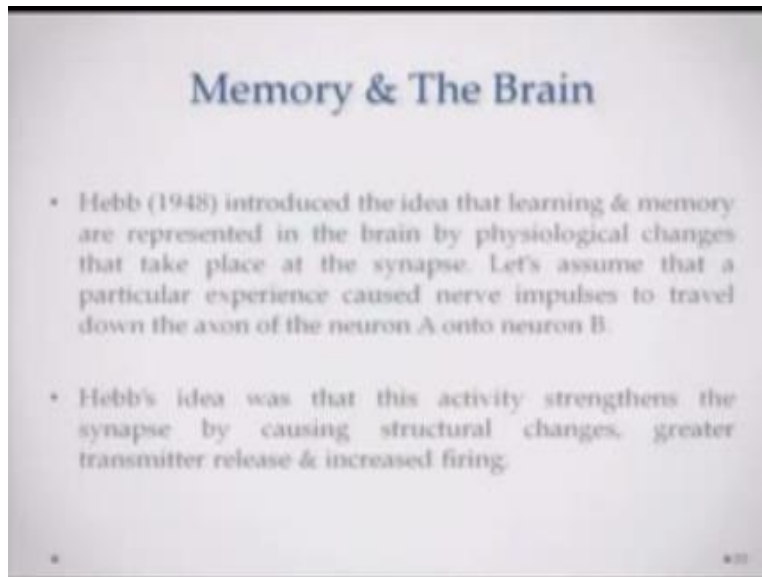 Memory & The Brain
• Hebb (1948) introduced the idea that learning & memory
are represented in the brain by physiological changes
that take place at the synapse. Let's assume that a
particular experience caused nerve impulses to travel
down the axon of the neuron A onto neuron B.
• Hebb's idea was that this activity strengthens the
synapse by causing structural changes, greater
transmitter release & increased firing.